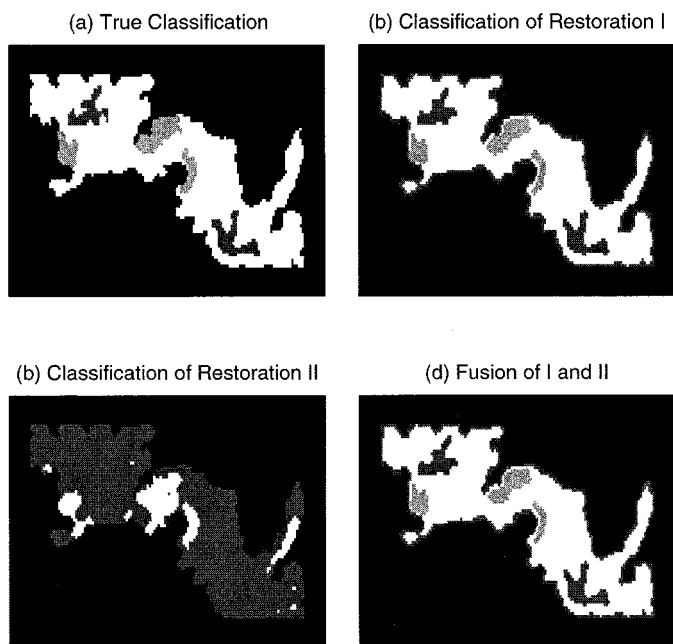 (a) True Classification
(b) Classification of Restoration I
(b) Classification of Restoration II
(d) Fusion of I and II